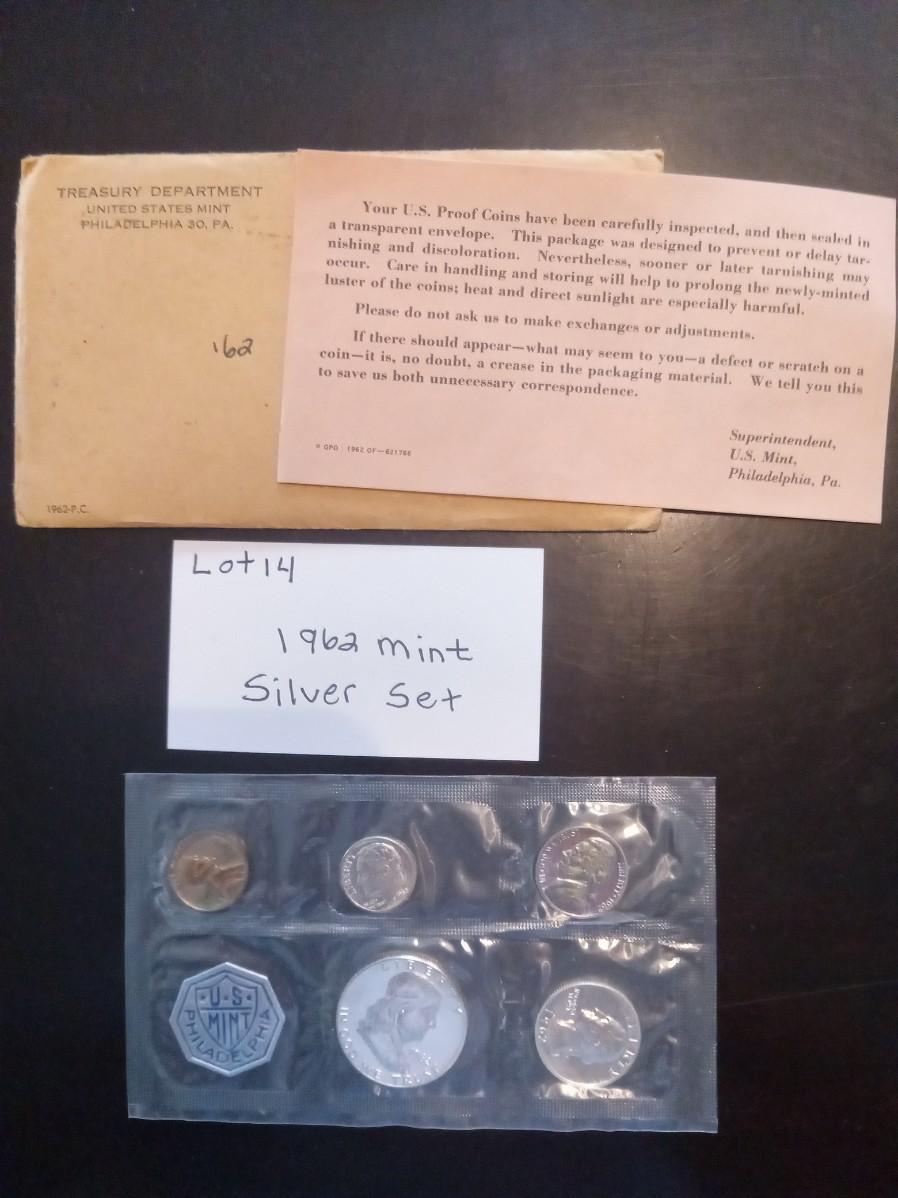 TREASURY DEPARTMENT
UNITED STATES MINT
PHILADELPHIA 30, PA.
'62
1962-P.C.
Your U.S. Proof Coins have been carefully inspected, and then sealed in
a transparent envelope. This package was designed to prevent or delay tar-
nishing and discoloration. Nevertheless, sooner or later tarnishing may
occur. Care in handling and storing will help to prolong the newly-minted
luster of the coins; heat and direct sunlight are especially harmful.
Please do not ask us to make exchanges or adjustments.
If there should appear—what may seem to you—a defect or scratch on a
coin—it is, no doubt, a crease in the packaging material. We tell you this
to save us both unnecessary correspondence.
Superintendent,
U.S. Mint,
Philadelphia, Pa.
GPO : 1962 OF—621766
Lot 14
1962 mint
Silver Set
LIBERTY
U·S·
MINT
PHILADELPHIA